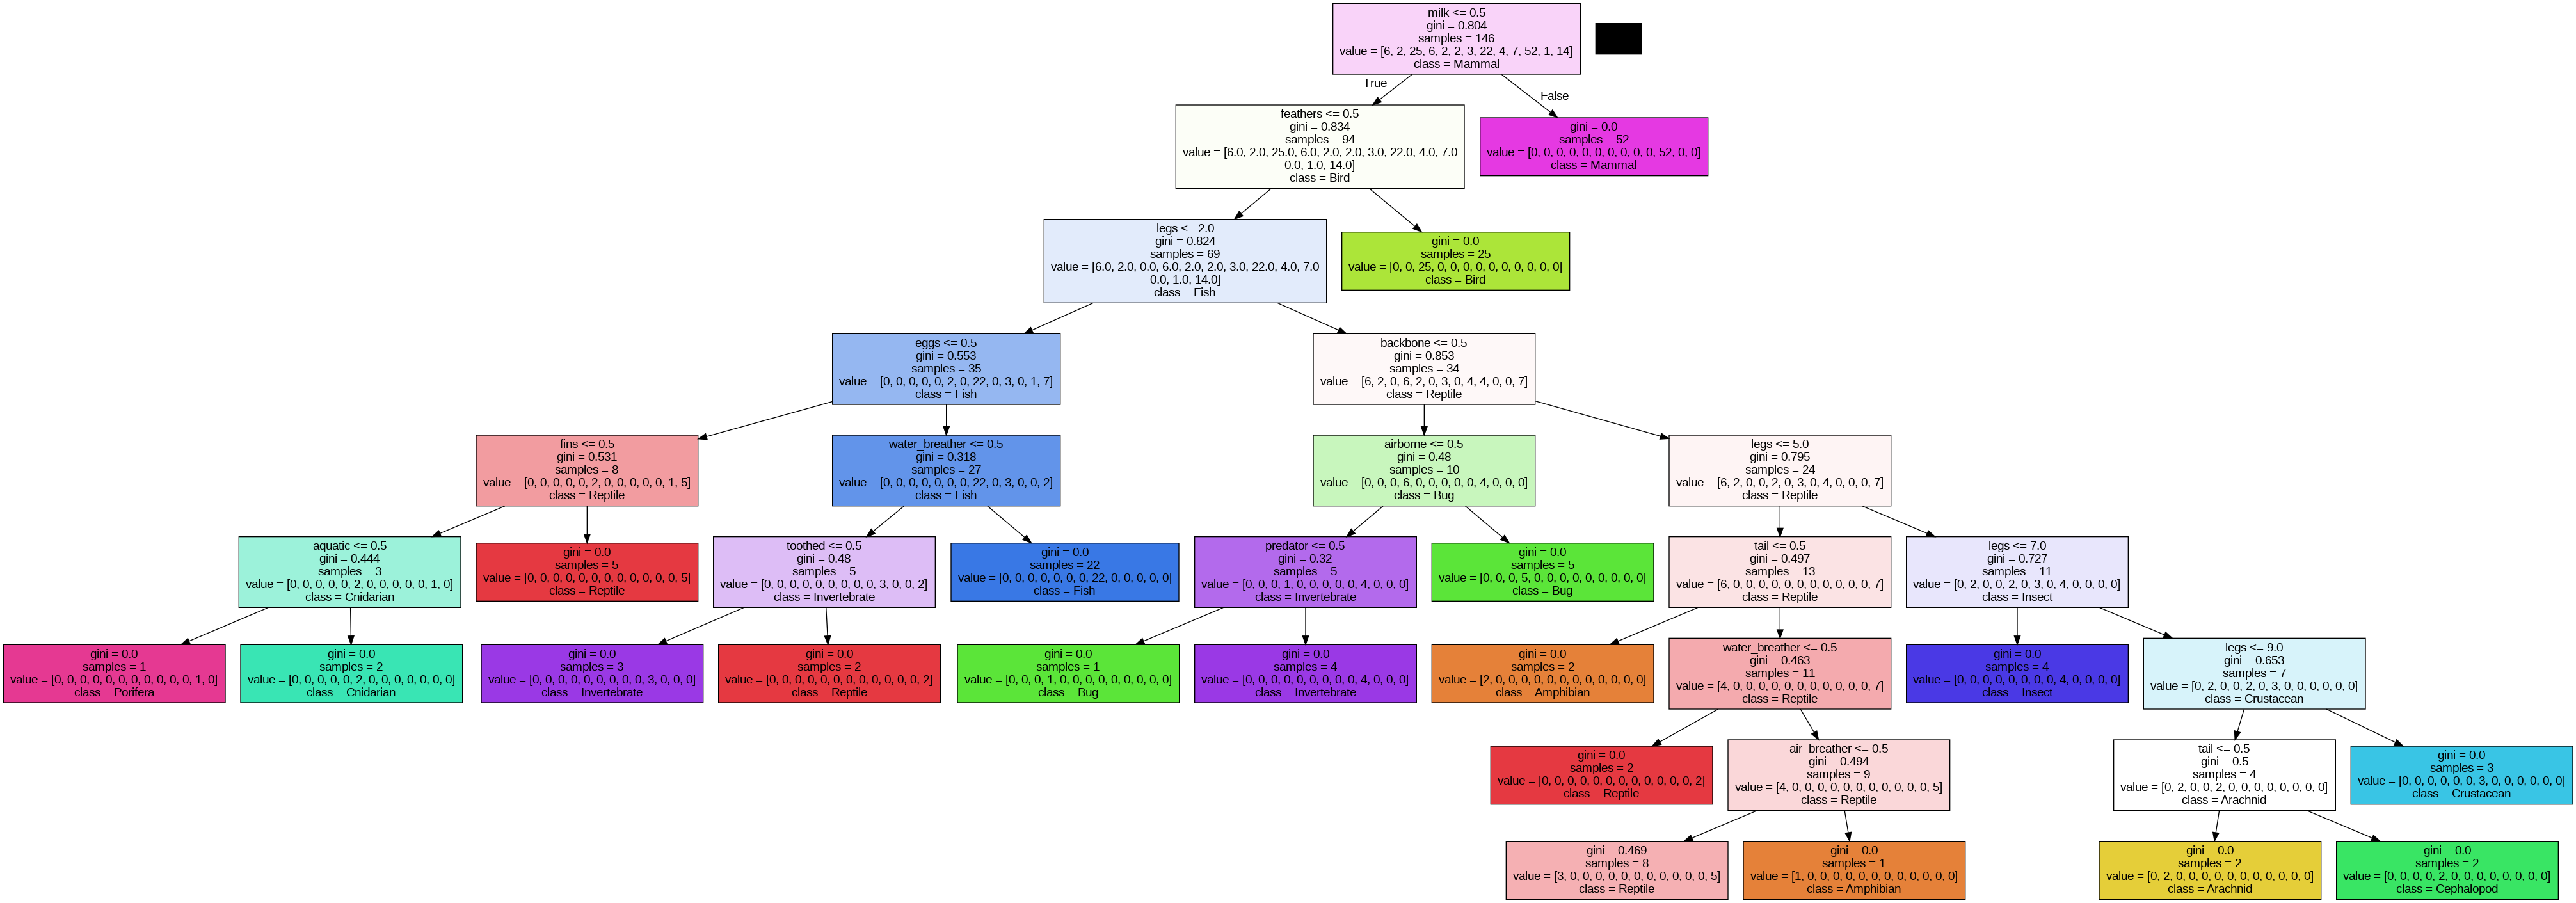 milk <= 0.5
gini = 0.804
samples = 146
value = [6, 2, 25, 6, 2, 2, 3, 22, 4, 7, 52, 1, 14]
class = Mammal
True
False
feathers <= 0.5
gini = 0.834
samples = 94
value = [6.0, 2.0, 25.0, 6.0, 2.0, 2.0, 3.0, 22.0, 4.0, 7.0
0.0, 1.0, 14.0]
class = Bird
gini = 0.0
samples = 52
value = [0, 0, 0, 0, 0, 0, 0, 0, 0, 0, 52, 0, 0]
class = Mammal
legs <= 2.0
gini = 0.824
samples = 69
value = [6.0, 2.0, 0.0, 6.0, 2.0, 2.0, 3.0, 22.0, 4.0, 7.0
0.0, 1.0, 14.0]
class = Fish
gini = 0.0
samples = 25
value = [0, 0, 25, 0, 0, 0, 0, 0, 0, 0, 0, 0, 0]
class = Bird
eggs <= 0.5
gini = 0.553
samples = 35
value = [0, 0, 0, 0, 0, 2, 0, 22, 0, 3, 0, 1, 7]
class = Fish
backbone <= 0.5
gini = 0.853
samples = 34
value = [6, 2, 0, 6, 2, 0, 3, 0, 4, 4, 0, 0, 7]
class = Reptile
fins <= 0.5
gini = 0.531
samples = 8
value = [0, 0, 0, 0, 0, 2, 0, 0, 0, 0, 0, 1, 5]
class = Reptile
water_breather <= 0.5
gini = 0.318
samples = 27
value = [0, 0, 0, 0, 0, 0, 0, 22, 0, 3, 0, 0, 2]
class = Fish
airborne <= 0.5
gini = 0.48
samples = 10
value = [0, 0, 0, 6, 0, 0, 0, 0, 0, 4, 0, 0, 0]
class = Bug
legs <= 5.0
gini = 0.795
samples = 24
value = [6, 2, 0, 0, 2, 0, 3, 0, 4, 0, 0, 0, 7]
class = Reptile
aquatic <= 0.5
gini = 0.444
samples = 3
value = [0, 0, 0, 0, 0, 2, 0, 0, 0, 0, 0, 1, 0]
class = Cnidarian
gini = 0.0
samples = 5
value = [0, 0, 0, 0, 0, 0, 0, 0, 0, 0, 0, 0, 5]
class = Reptile
toothed <= 0.5
gini = 0.48
samples = 5
value = [0, 0, 0, 0, 0, 0, 0, 0, 0, 3, 0, 0, 2]
class = Invertebrate
gini = 0.0
samples = 22
value = [0, 0, 0, 0, 0, 0, 0, 22, 0, 0, 0, 0, 0]
class = Fish
predator <= 0.5
gini = 0.32
samples = 5
value = [0, 0, 0, 1, 0, 0, 0, 0, 0, 4, 0, 0, 0]
class = Invertebrate
gini = 0.0
samples = 5
value = [0, 0, 0, 5, 0, 0, 0, 0, 0, 0, 0, 0, 0]
class = Bug
tail <= 0.5
gini = 0.497
samples = 13
value = [6, 0, 0, 0, 0, 0, 0, 0, 0, 0, 0, 0, 7]
class = Reptile
legs <= 7.0
gini = 0.727
samples = 11
value = [0, 2, 0, 0, 2, 0, 3, 0, 4, 0, 0, 0, 0]
class = Insect
gini = 0.0
samples = 1
value = [0, 0, 0, 0, 0, 0, 0, 0, 0, 0, 0, 1, 0]
class = Porifera
gini = 0.0
samples = 2
value = [0, 0, 0, 0, 0, 2, 0, 0, 0, 0, 0, 0, 0]
class = Cnidarian
gini = 0.0
samples = 3
value = [0, 0, 0, 0, 0, 0, 0, 0, 0, 3, 0, 0, 0]
class = Invertebrate
gini = 0.0
samples = 2
value = [0, 0, 0, 0, 0, 0, 0, 0, 0, 0, 0, 0, 2]
class = Reptile
gini = 0.0
samples = 1
value = [0, 0, 0, 1, 0, 0, 0, 0, 0, 0, 0, 0, 0]
class = Bug
gini = 0.0
samples = 4
value = [0, 0, 0, 0, 0, 0, 0, 0, 0, 4, 0, 0, 0]
class = Invertebrate
gini = 0.0
samples = 2
value = [2, 0, 0, 0, 0, 0, 0, 0, 0, 0, 0, 0, 0]
class = Amphibian
water_breather <= 0.5
gini = 0.463
samples = 11
value = [4, 0, 0, 0, 0, 0, 0, 0, 0, 0, 0, 0, 7]
class = Reptile
gini = 0.0
samples = 4
value = [0, 0, 0, 0, 0, 0, 0, 0, 4, 0, 0, 0, 0]
class = Insect
legs <= 9.0
gini = 0.653
samples = 7
value = [0, 2, 0, 0, 2, 0, 3, 0, 0, 0, 0, 0, 0]
class = Crustacean
gini = 0.0
samples = 2
value = [0, 0, 0, 0, 0, 0, 0, 0, 0, 0, 0, 0, 2]
class = Reptile
air_breather <= 0.5
gini = 0.494
samples = 9
value = [4, 0, 0, 0, 0, 0, 0, 0, 0, 0, 0, 0, 5]
class = Reptile
tail <= 0.5
gini = 0.5
samples = 4
value = [0, 2, 0, 0, 2, 0, 0, 0, 0, 0, 0, 0, 0]
class = Arachnid
gini = 0.0
samples = 3
value = [0, 0, 0, 0, 0, 0, 3, 0, 0, 0, 0, 0, 0]
class = Crustacean
gini = 0.469
samples = 8
value = [3, 0, 0, 0, 0, 0, 0, 0, 0, 0, 0, 0, 5]
class = Reptile
gini = 0.0
samples = 1
value = [1, 0, 0, 0, 0, 0, 0, 0, 0, 0, 0, 0, 0]
class = Amphibian
gini = 0.0
samples = 2
value = [0, 2, 0, 0, 0, 0, 0, 0, 0, 0, 0, 0, 0]
class = Arachnid
gini = 0.0
samples = 2
value = [0, 0, 0, 0, 2, 0, 0, 0, 0, 0, 0, 0, 0]
class = Cephalopod